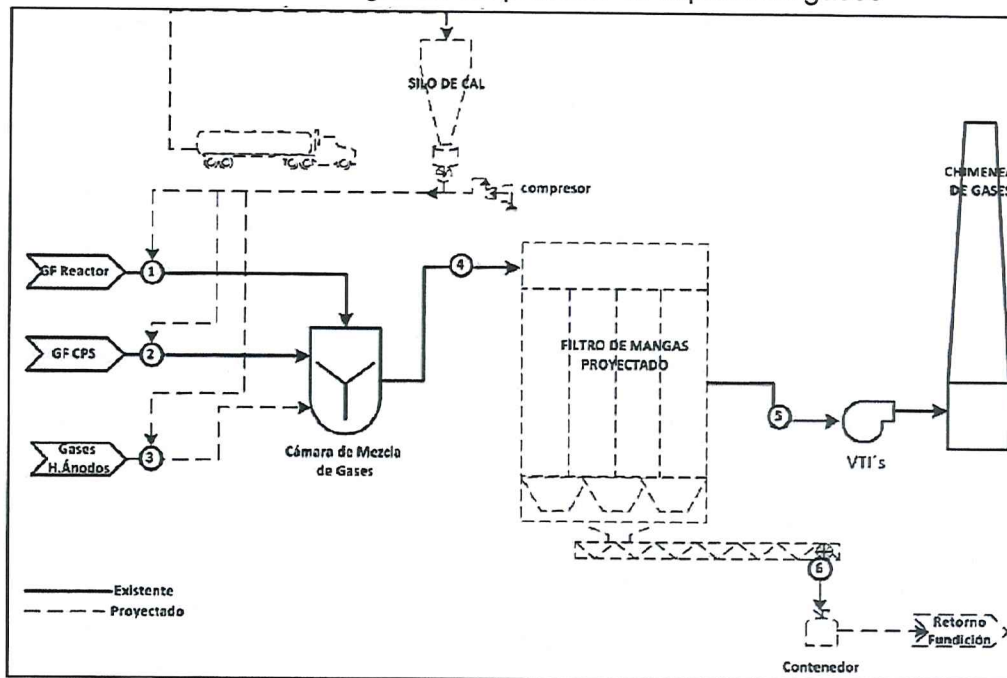 SILO DE CAL
compresor
CHIMENEA
DE GASES
GF Reactor
1
4
GF CPS
2
FILTRO DE MANGAS
PROYECTADO
Gases
H.Ánodos
3
Cámara de Mezcla
de Gases
5
VTI´s
6
Existente
Proyectado
Retorno
Fundición
Contenedor